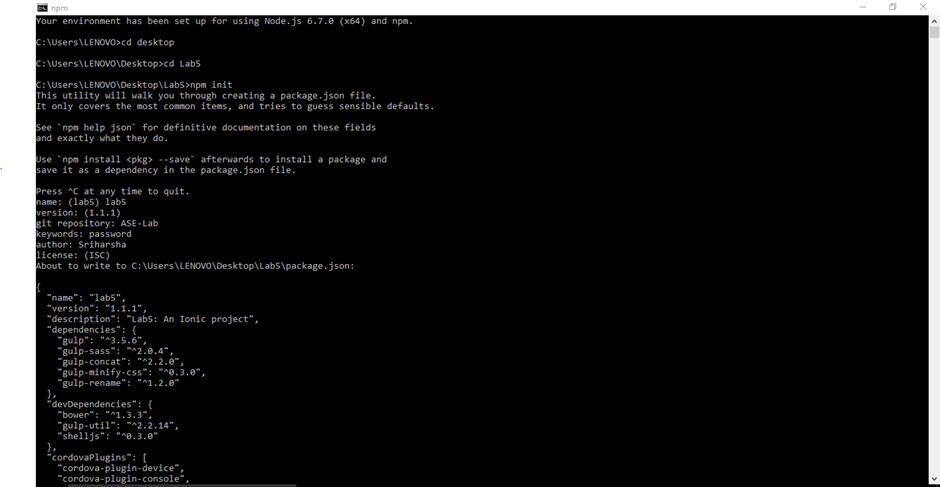 npm
Your environment has been set up for using Node.js 6.7.0 (x64) and npm.
C:\Users\LENOVO>cd desktop
C:\Users\LENOVO\Desktop>cd Lab5
C:\Users\LENOVO\Desktop\Lab5>npm init
This utility will walk you through creating a package.json file.
It only covers the most common items, and tries to guess sensible defaults.
See `npm help json` for definitive documentation on these fields
and exactly what they do.
Use `npm install <pkg> --save` afterwards to install a package and
save it as a dependency in the package.json file.
Press ^C at any time to quit.
name: (lab5) lab5
version: (1.1.1)
git repository: ASE-Lab
keywords: password
author: Sriharsha
license: (ISC)
About to write to C:\Users\LENOVO\Desktop\Lab5\package.json:
{
  "name": "lab5",
  "version": "1.1.1",
  "description": "Lab5: An Ionic project",
  "dependencies": {
    "gulp": "^3.5.6",
    "gulp-sass": "^2.0.4",
    "gulp-concat": "^2.2.0",
    "gulp-minify-css": "^0.3.0",
    "gulp-rename": "^1.2.0"
  },
  "devDependencies": {
    "bower": "^1.3.3",
    "gulp-util": "^2.2.14",
    "shelljs": "^0.3.0"
  },
  "cordovaPlugins": [
    "cordova-plugin-device",
    "cordova-plugin-console",